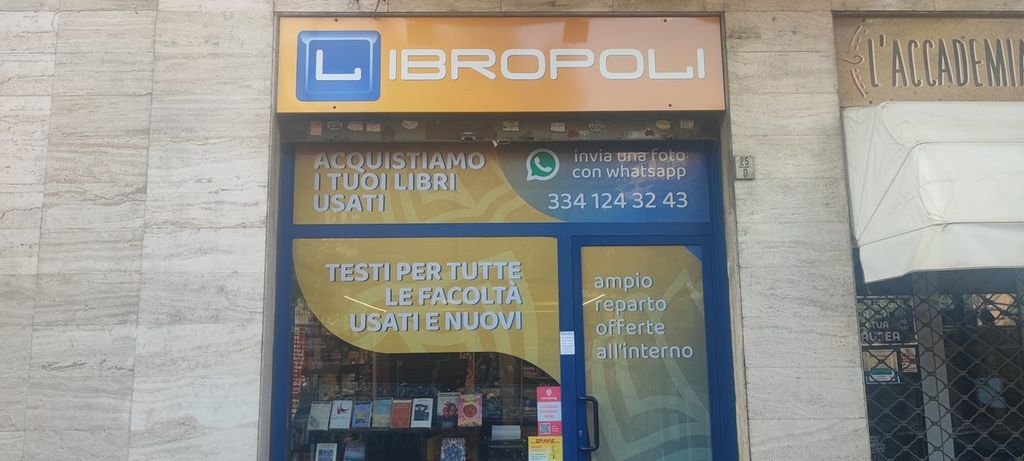 LIBROPOLI
L'ACCADEMIA
ACQUISTIAMO
I TUOI LIBRI
USATI
invia una foto
con whatsapp
334 124 32 43
25
D
TESTI PER TUTTE
LE FACOLTÀ
USATI E NUOVI
ampio
reparto
offerte
all'interno
DHL